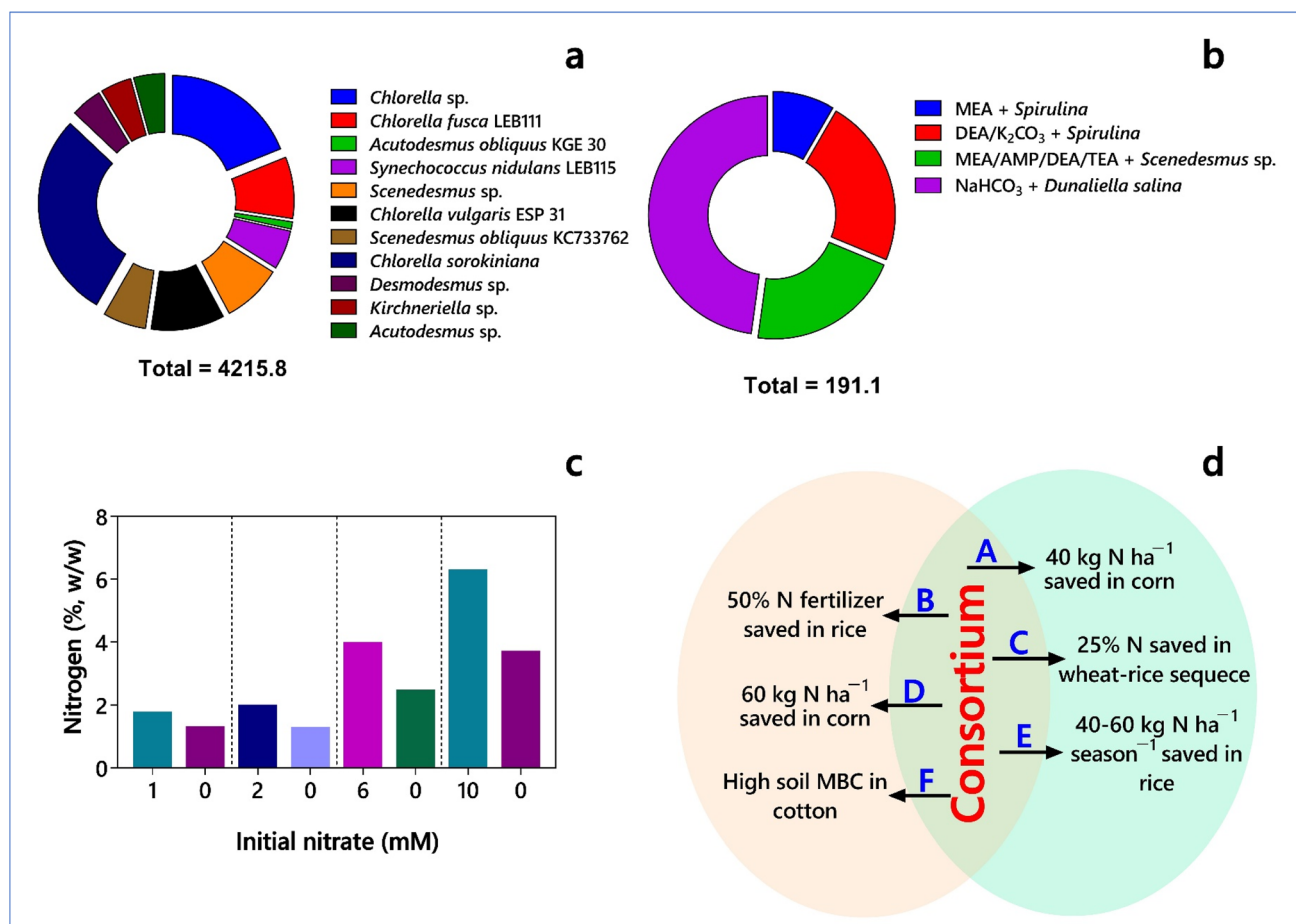 a
Chlorella sp.
Chlorella fusca LEB111
Acutodesmus obliquus KGE 30
Synechococcus nidulans LEB115
Scenedesmus sp.
Chlorella vulgaris ESP 31
Scenedesmus obliquus KC733762
Chlorella sorokiniana
Desmodesmus sp.
Kirchneriella sp.
Acutodesmus sp.
Total = 4215.8
b
MEA + Spirulina
DEA/K₂CO₃ + Spirulina
MEA/AMP/DEA/TEA + Scenedesmus sp.
NaHCO₃ + Dunaliella salina
Total = 191.1
c
Nitrogen (%, w/w)
8
6
4
2
0
1 0 2 0 6 0 10 0
Initial nitrate (mM)
d
Consortium
A
40 kg N ha⁻¹
saved in corn
B
50% N fertilizer
saved in rice
C
25% N saved in
wheat-rice sequece
D
60 kg N ha⁻¹
saved in corn
E
40-60 kg N ha⁻¹
season⁻¹ saved in
rice
F
High soil MBC in
cotton